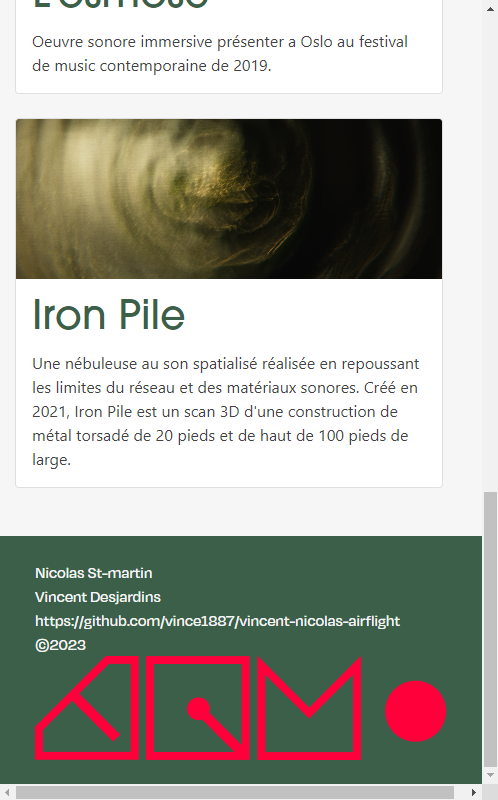 L'osmose
Oeuvre sonore immersive présenter a Oslo au festival
de music contemporaine de 2019.
Iron Pile
Une nébuleuse au son spatialisé réalisée en repoussant
les limites du réseau et des matériaux sonores. Créé en
2021, Iron Pile est un scan 3D d'une construction de
métal torsadé de 20 pieds et de haut de 100 pieds de
large.
Nicolas St-martin
Vincent Desjardins
https://github.com/vince1887/vincent-nicolas-airflight
©2023